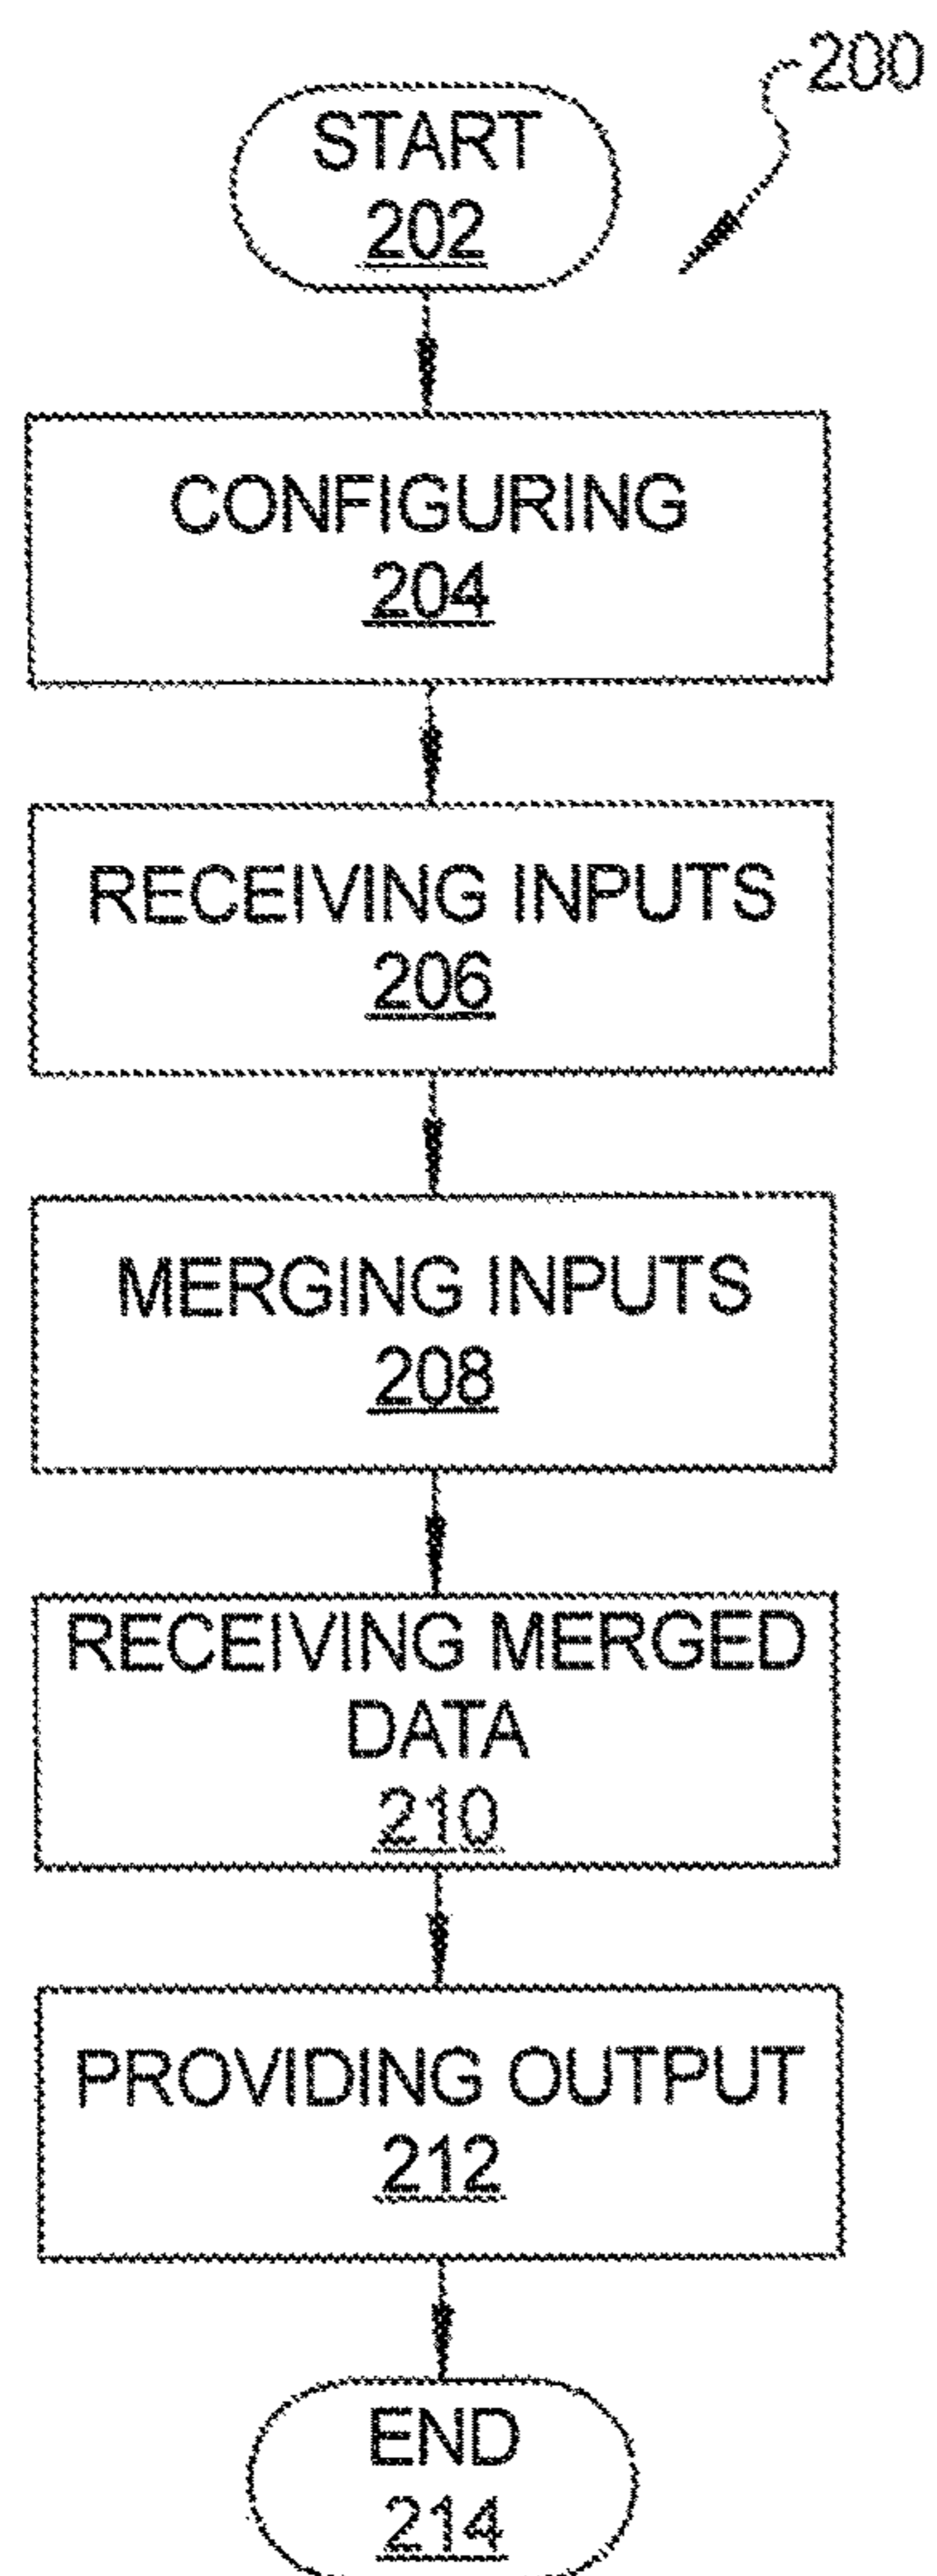 200
START
202
CONFIGURING
204
RECEIVING INPUTS
206
MERGING INPUTS
208
RECEIVING MERGED
DATA
210
PROVIDING OUTPUT
212
END
214